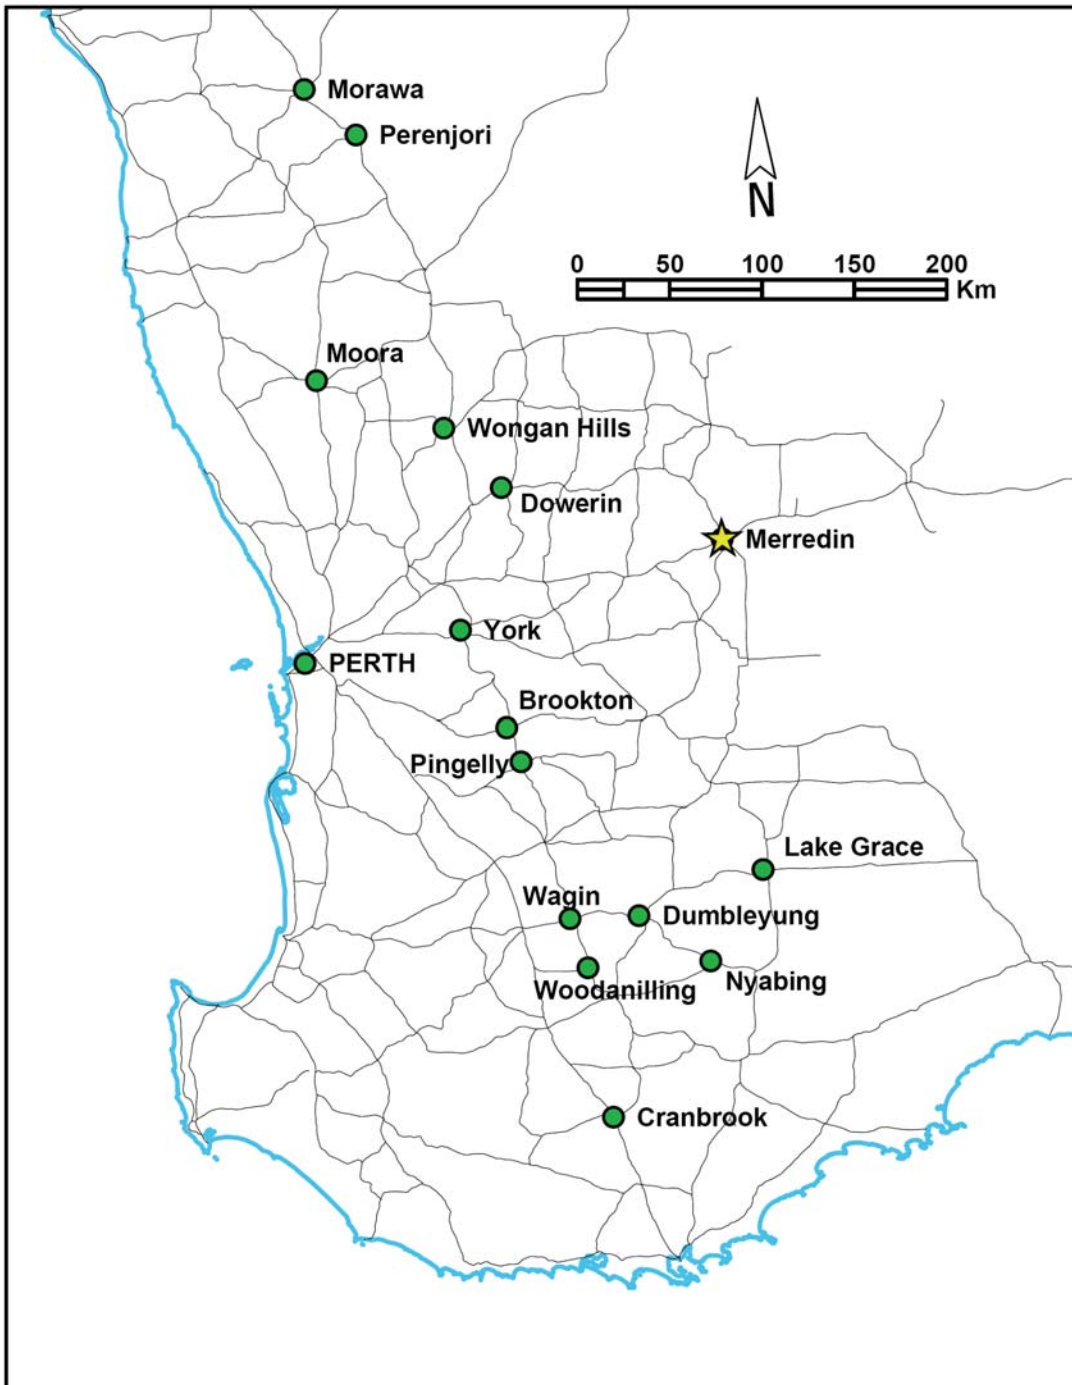 Morawa
Perenjori
N
0 50 100 150 200
Km
Moora
Wongan Hills
Dowerin
Merredin
York
PERTH
Brookton
Pingelly
Lake Grace
Wagin
Dumbleyung
Nyabing
Woodanilling
Cranbrook